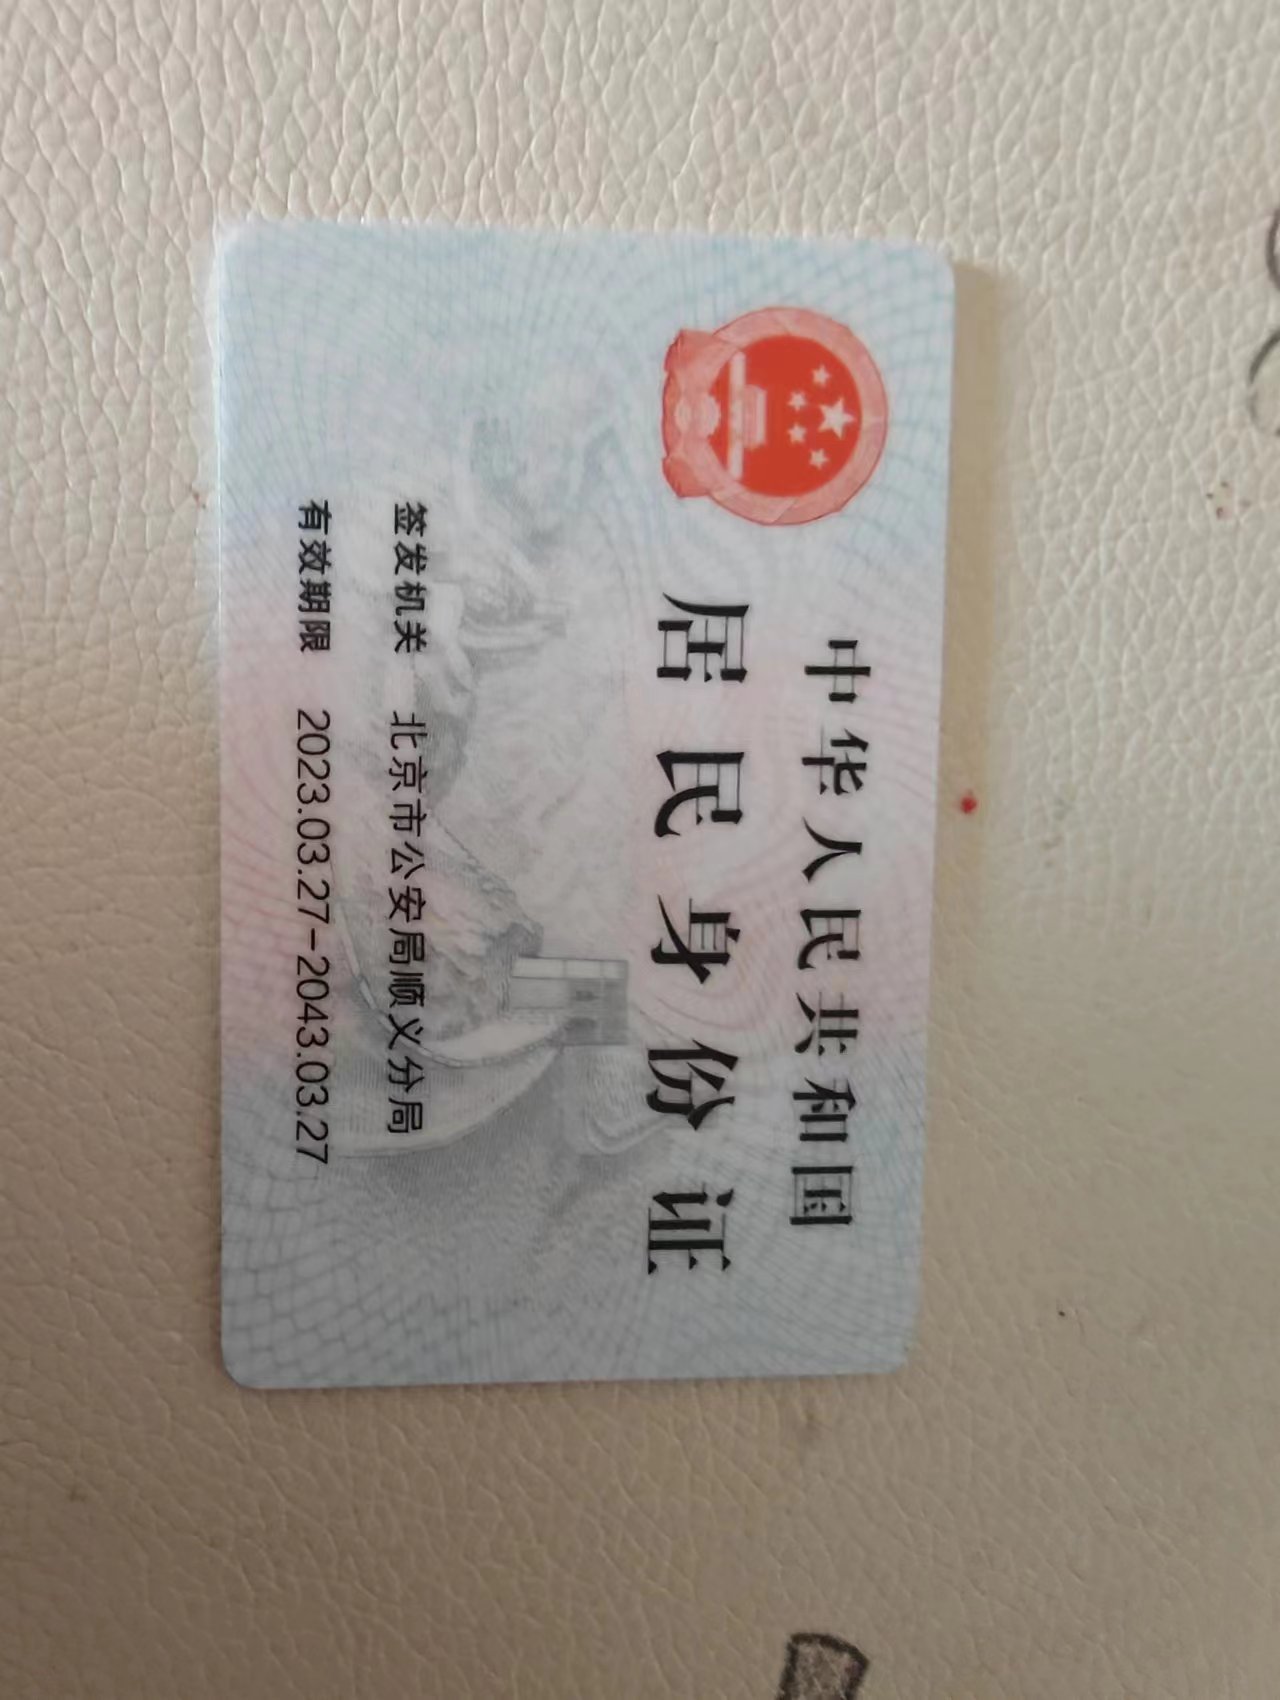 中华人民共和国
居民身份证
签发机关 北京市公安局顺义分局
有效期限 2023.03.27-2043.03.27